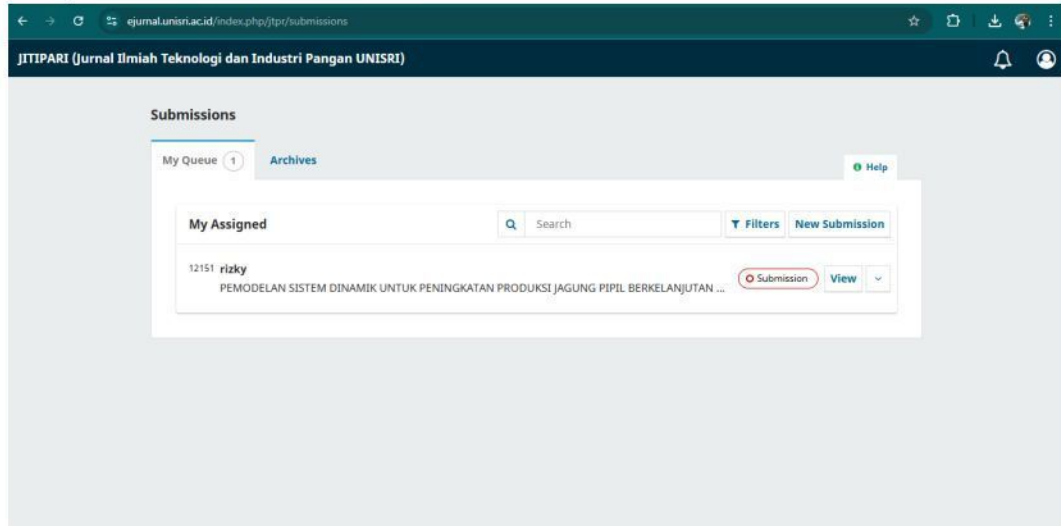 ejurnal.unisri.ac.id/index.php/jtpr/submissions
JITIPARI (Jurnal Ilmiah Teknologi dan Industri Pangan UNISRI)
Submissions
My Queue 1 Archives
Help
My Assigned Search Filters New Submission
12151 rizky
PEMODELAN SISTEM DINAMIK UNTUK PENINGKATAN PRODUKSI JAGUNG PIPIL BERKELANJUTAN ... Submission View